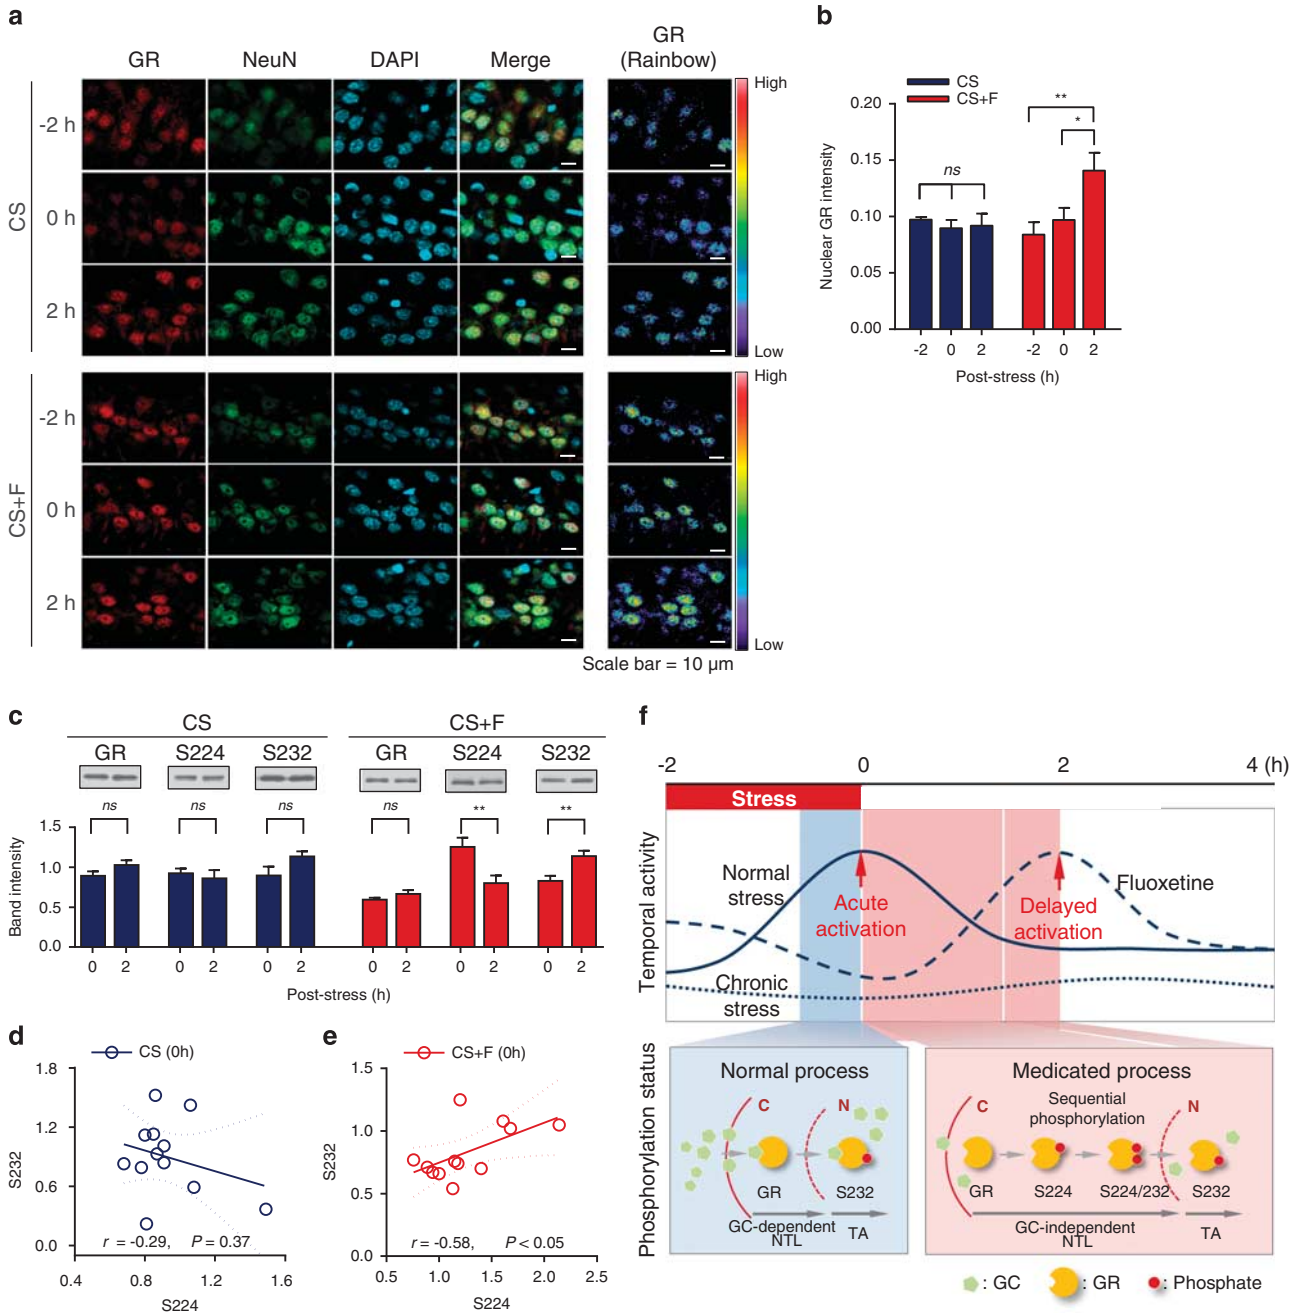 a
GR NeuN DAPI Merge GR (Rainbow)
CS
-2 h
0 h
2 h
High
Low
CS+F
-2 h
0 h
2 h
High
Low
Scale bar = 10 μm
b
CS
CS+F
** 
*
ns
Nuclear GR intensity
0.20
0.15
0.10
0.05
0.00
-2 0 2 -2 0 2
Post-stress (h)
c
CS CS+F
GR S224 S232 GR S224 S232
ns ns ns ns ** **
Band intensity
1.5
1.0
0.5
0.0
0 2 0 2 0 2 0 2 0 2 0 2
Post-stress (h)
d
CS (0h)
S232
1.8
1.2
0.6
0.0
r = -0.29, P = 0.37
0.4 0.8 1.2 1.6
S224
e
CS+F (0h)
S232
1.5
1.0
0.5
0.0
r = -0.58, P < 0.05
0.5 1.0 1.5 2.0 2.5
S224
f
-2 0 2 4 (h)
Stress
Temporal activity
Normal
stress
Acute
activation
Delayed
activation
Fluoxetine
Chronic
stress
Phosphorylation status
Normal process
C N
GR S232
GC-dependent
NTL
TA
Medicated process
Sequential
phosphorylation
C N
GR S224 S224/232 S232
GC-independent
NTL
TA
: GC : GR : Phosphate